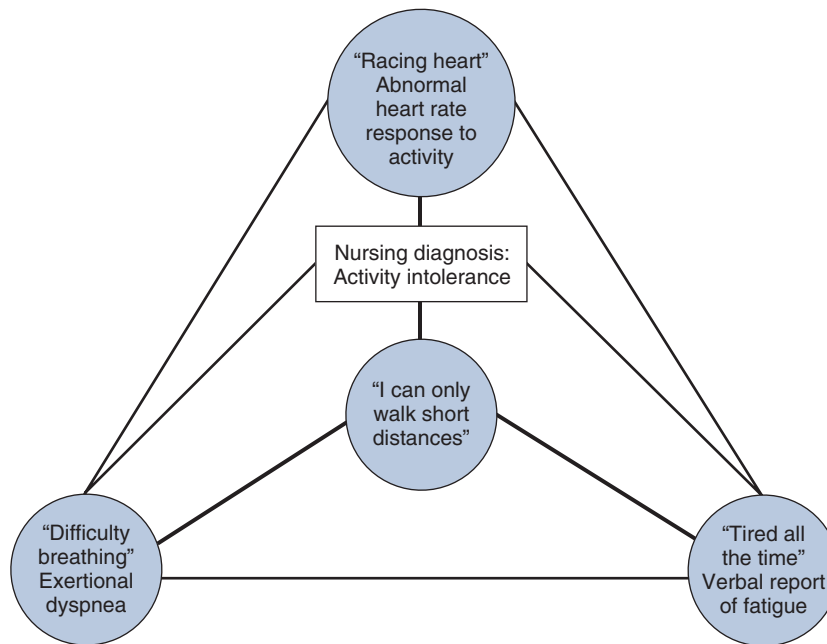 “Racing heart”
Abnormal
heart rate
response to
activity
Nursing diagnosis:
Activity intolerance
“I can only
walk short
distances”
“Difficulty
breathing”
Exertional
dyspnea
“Tired all
the time”
Verbal report
of fatigue